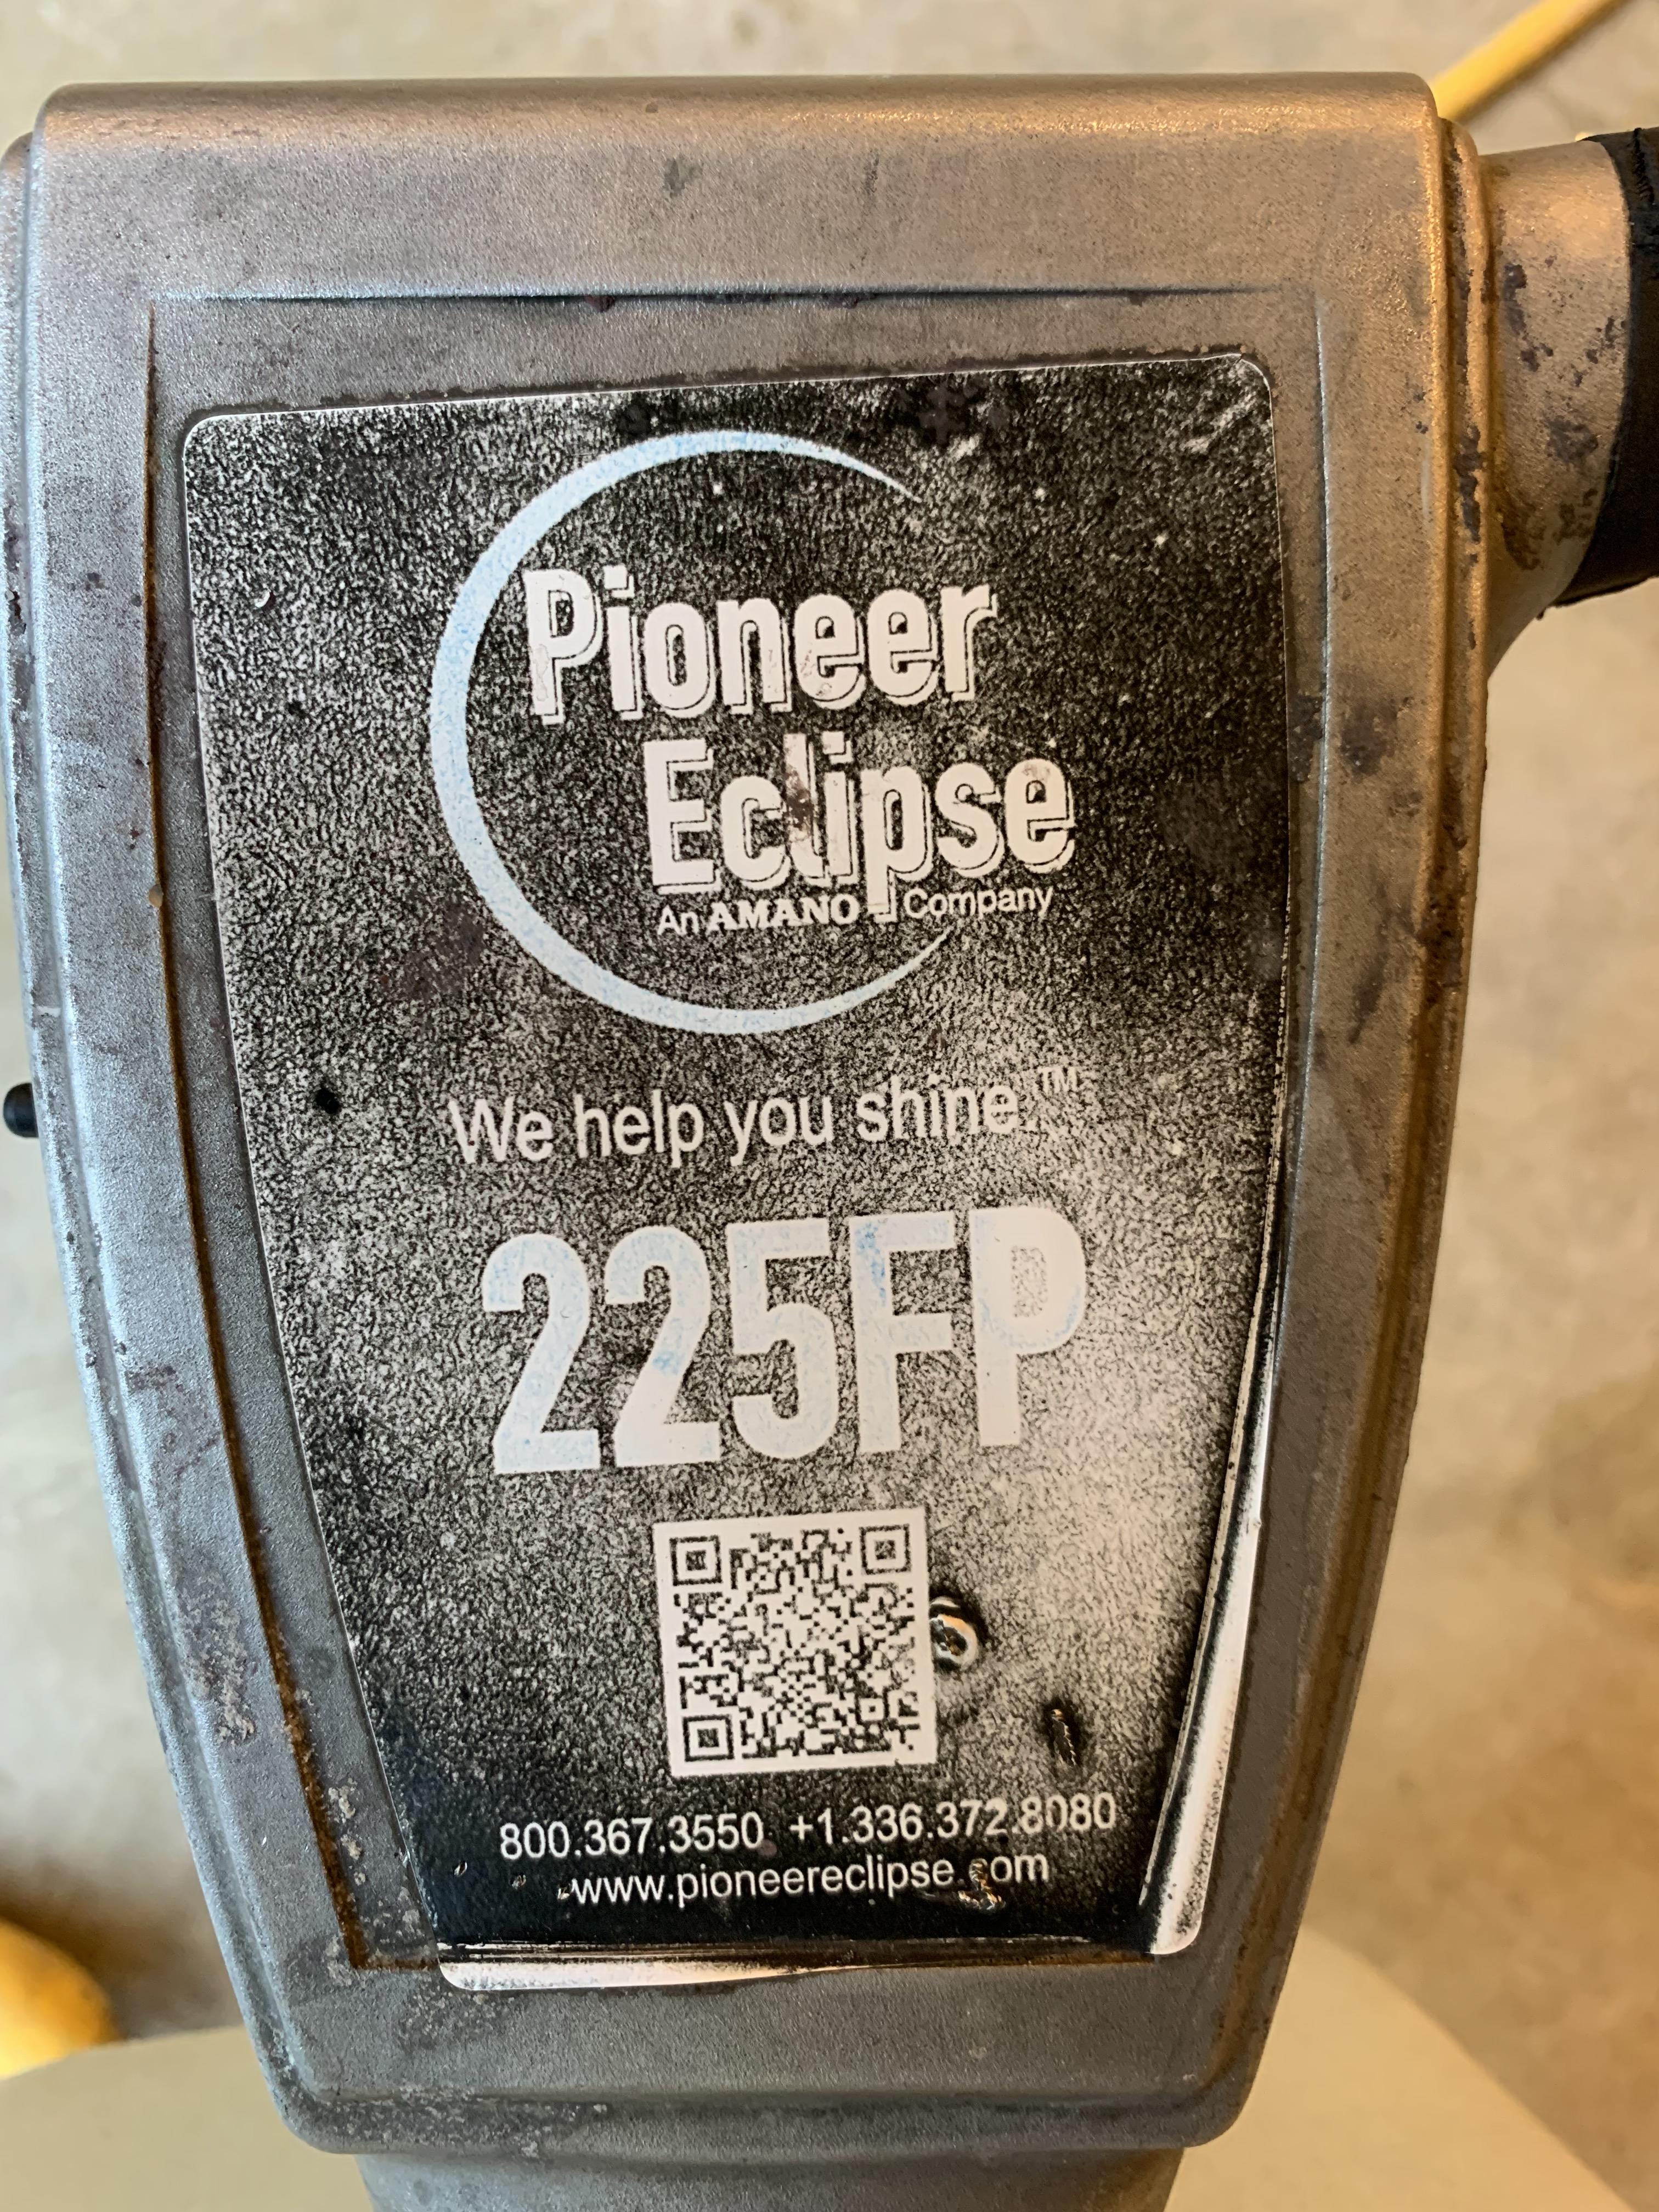 Pioneer
Eclipse
An AMANO Company
We help you shine.™
225FP
800.367.3550 +1.336.372.8080
www.pioneereclipse.com